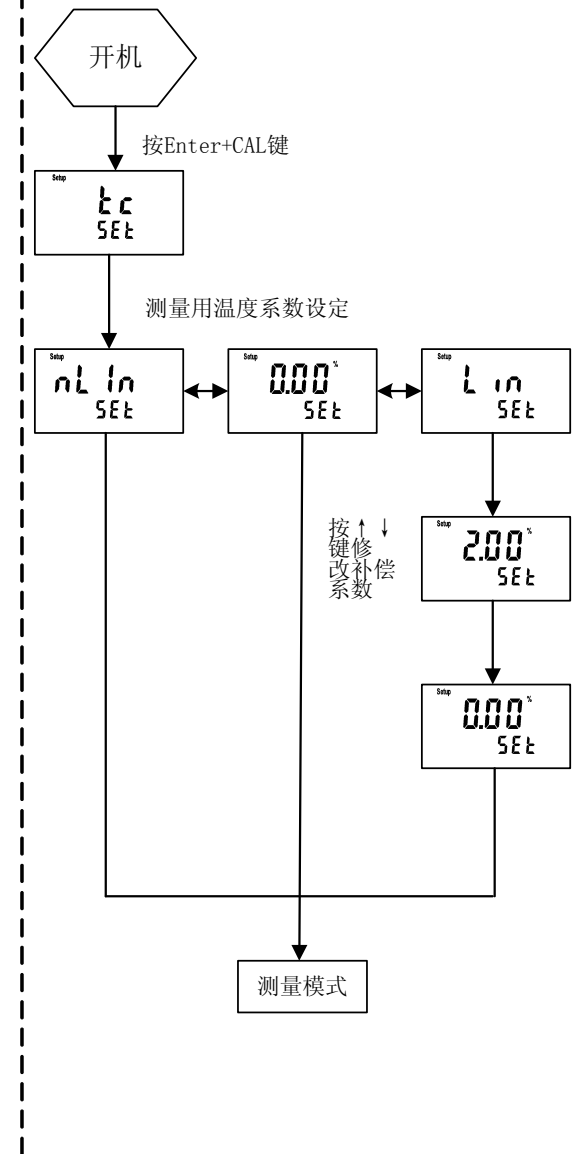 开机
按Enter+CAL键
Setup
tc
SEt
测量用温度系数设定
Setup
nLIn
SEt
Setup
0.00%
SEt
Setup
Lin
SEt
按↑↓
键修
改补偿
系数
Setup
2.00%
SEt
Setup
0.00%
SEt
测量模式